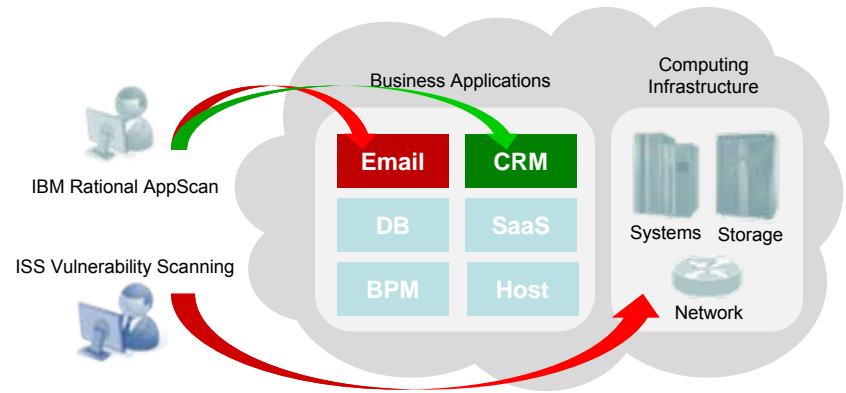 Business Applications
Computing
Infrastructure
Email
CRM
IBM Rational AppScan
DB
SaaS
Systems
Storage
ISS Vulnerability Scanning
BPM
Host
Network